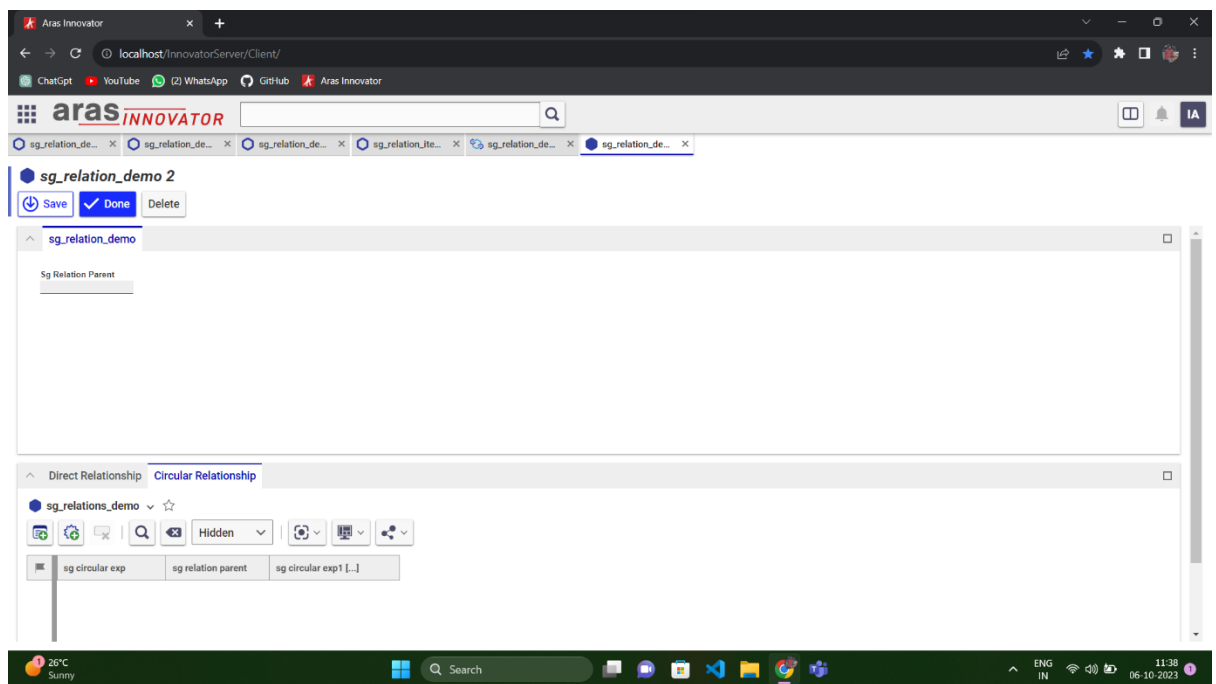 Aras Innovator
localhost/InnovatorServer/Client/
ChatGpt YouTube (2) WhatsApp GitHub Aras Innovator
aras INNOVATOR IA
sg_relation_de... sg_relation_de... sg_relation_de... sg_relation_ite... sg_relation_de... sg_relation_de...
sg_relation_demo 2
Save Done Delete
sg_relation_demo
Sg Relation Parent
Direct Relationship Circular Relationship
sg_relations_demo
Hidden
sg circular exp sg relation parent sg circular exp1 [...]
1 26°C Search ENG 11:38
Sunny IN 06-10-2023 1